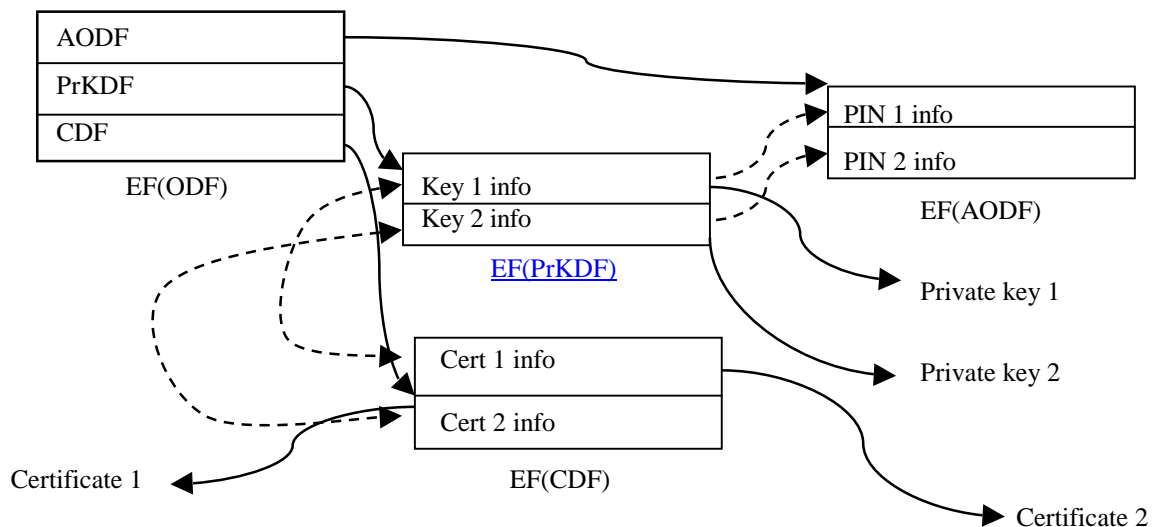 AODF
PrKDF
CDF
EF(ODF)
PIN 1 info
PIN 2 info
EF(AODF)
Key 1 info
Key 2 info
EF(PrKDF)
Private key 1
Cert 1 info
Private key 2
Cert 2 info
EF(CDF)
Certificate 1
Certificate 2